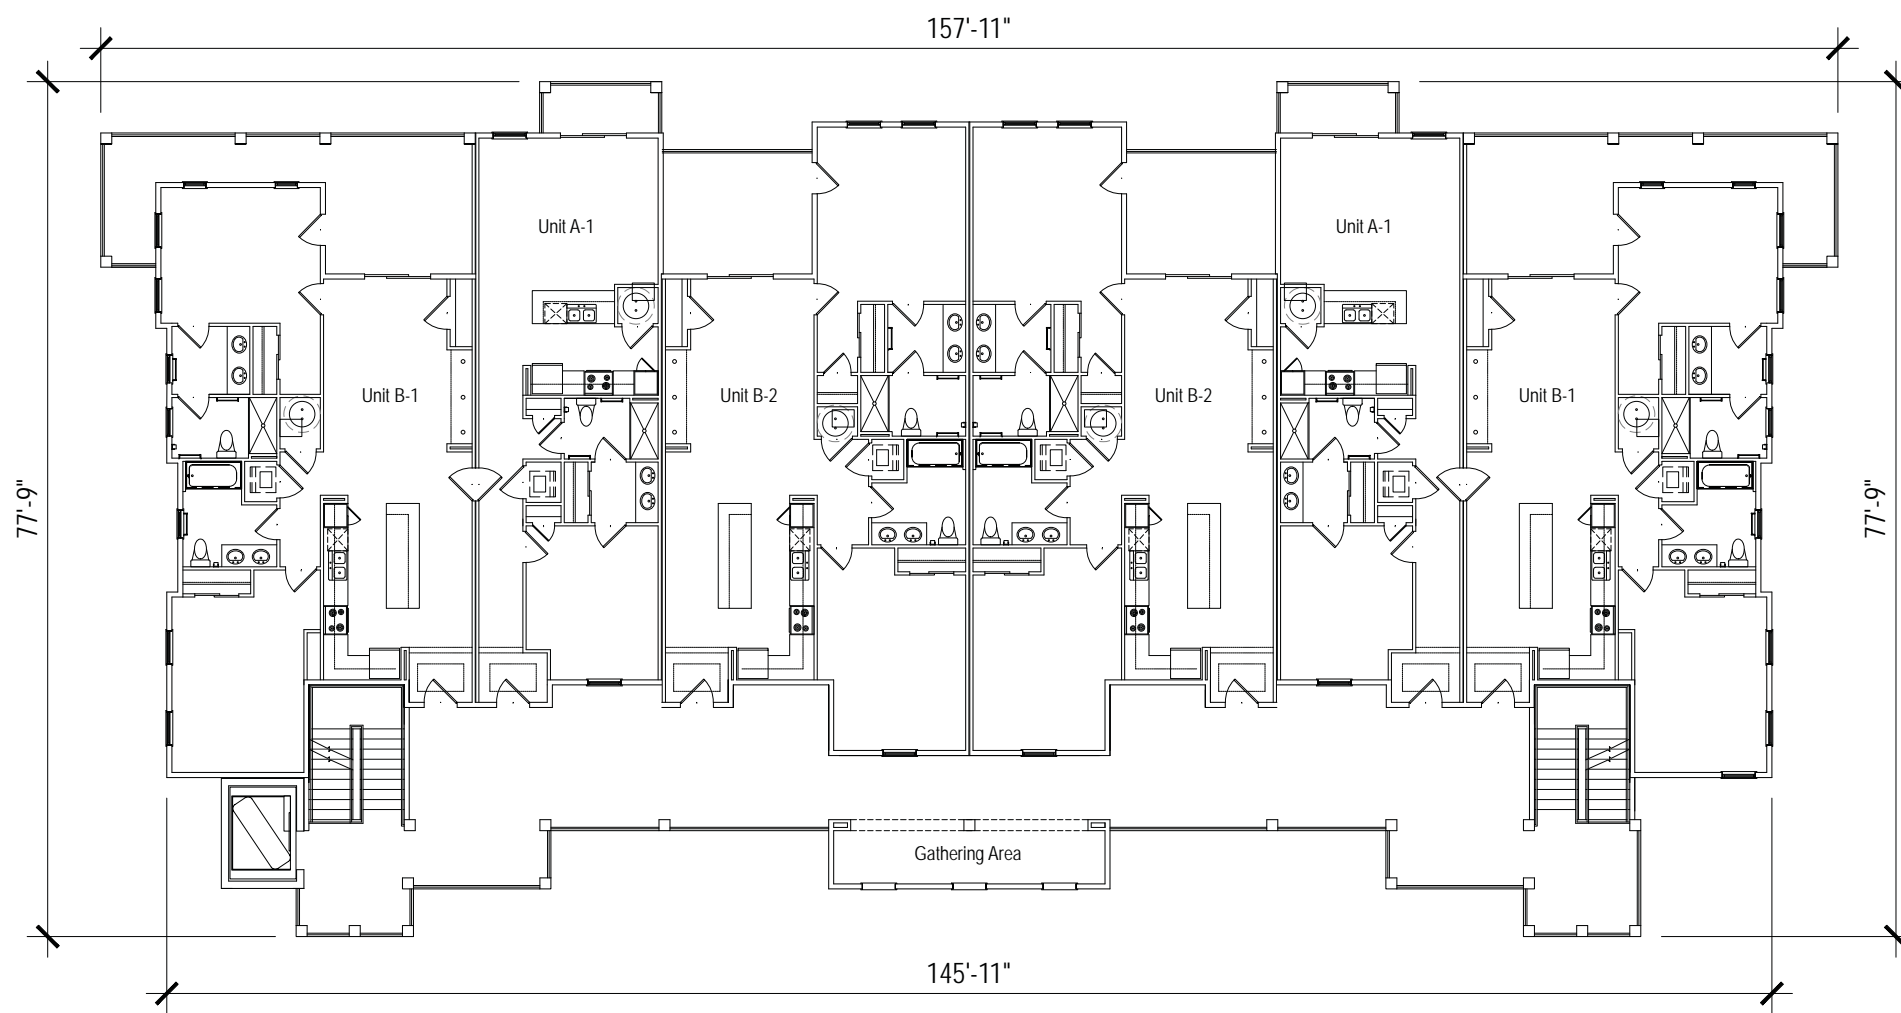 157'-11"
Unit A-1
Unit A-1
Unit B-1
Unit B-2
Unit B-2
Unit B-1
77'-9"
77'-9"
Gathering Area
145'-11"